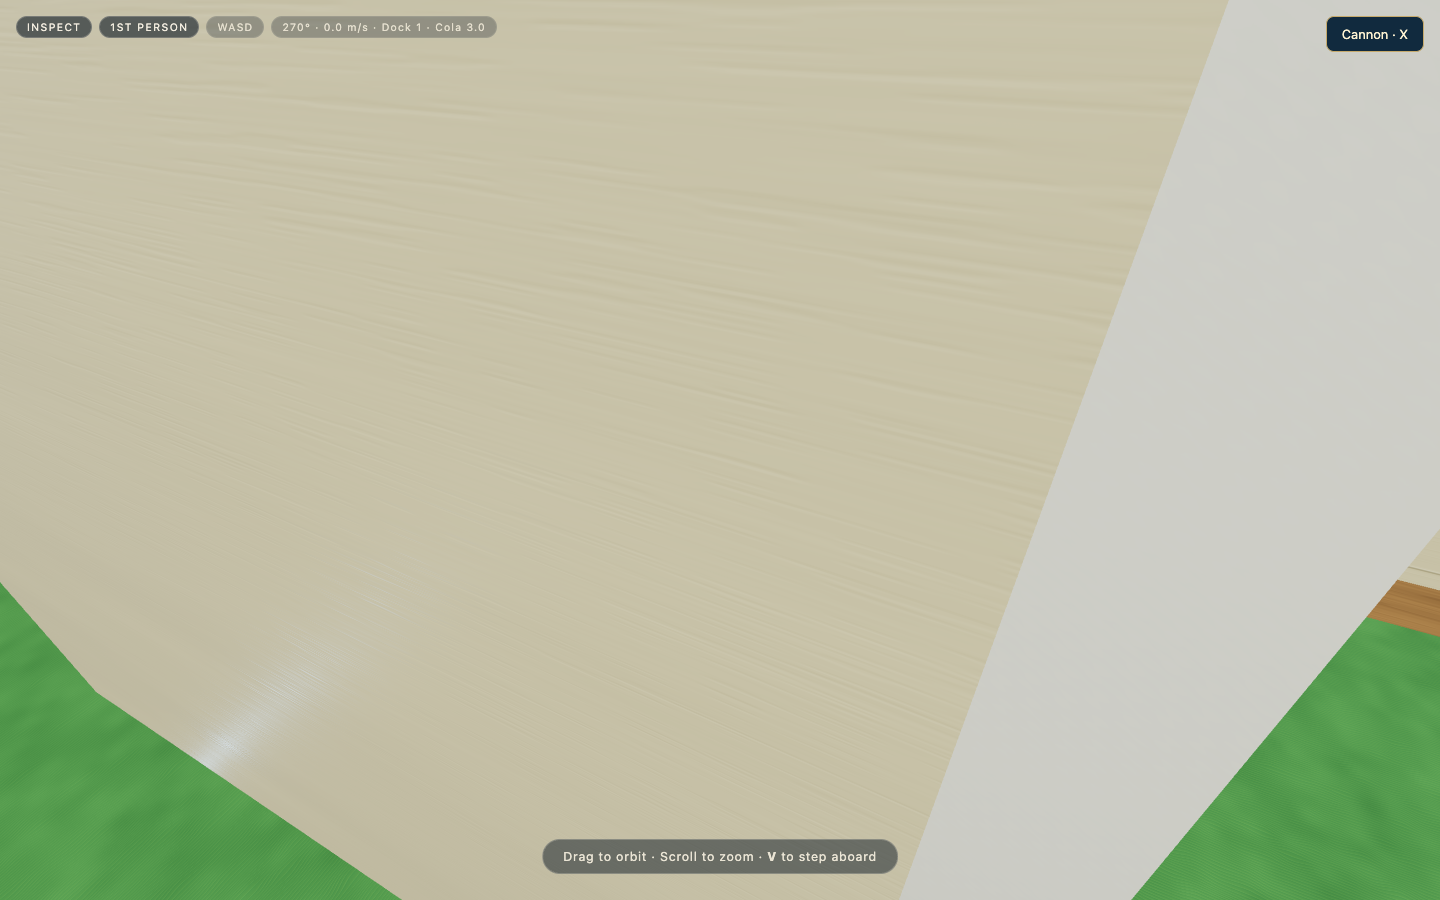 INSPECT
1ST PERSON
WASD
270° · 0.0 m/s · Dock 1 · Cola 3.0
Cannon · X
Drag to orbit · Scroll to zoom · V to step aboard